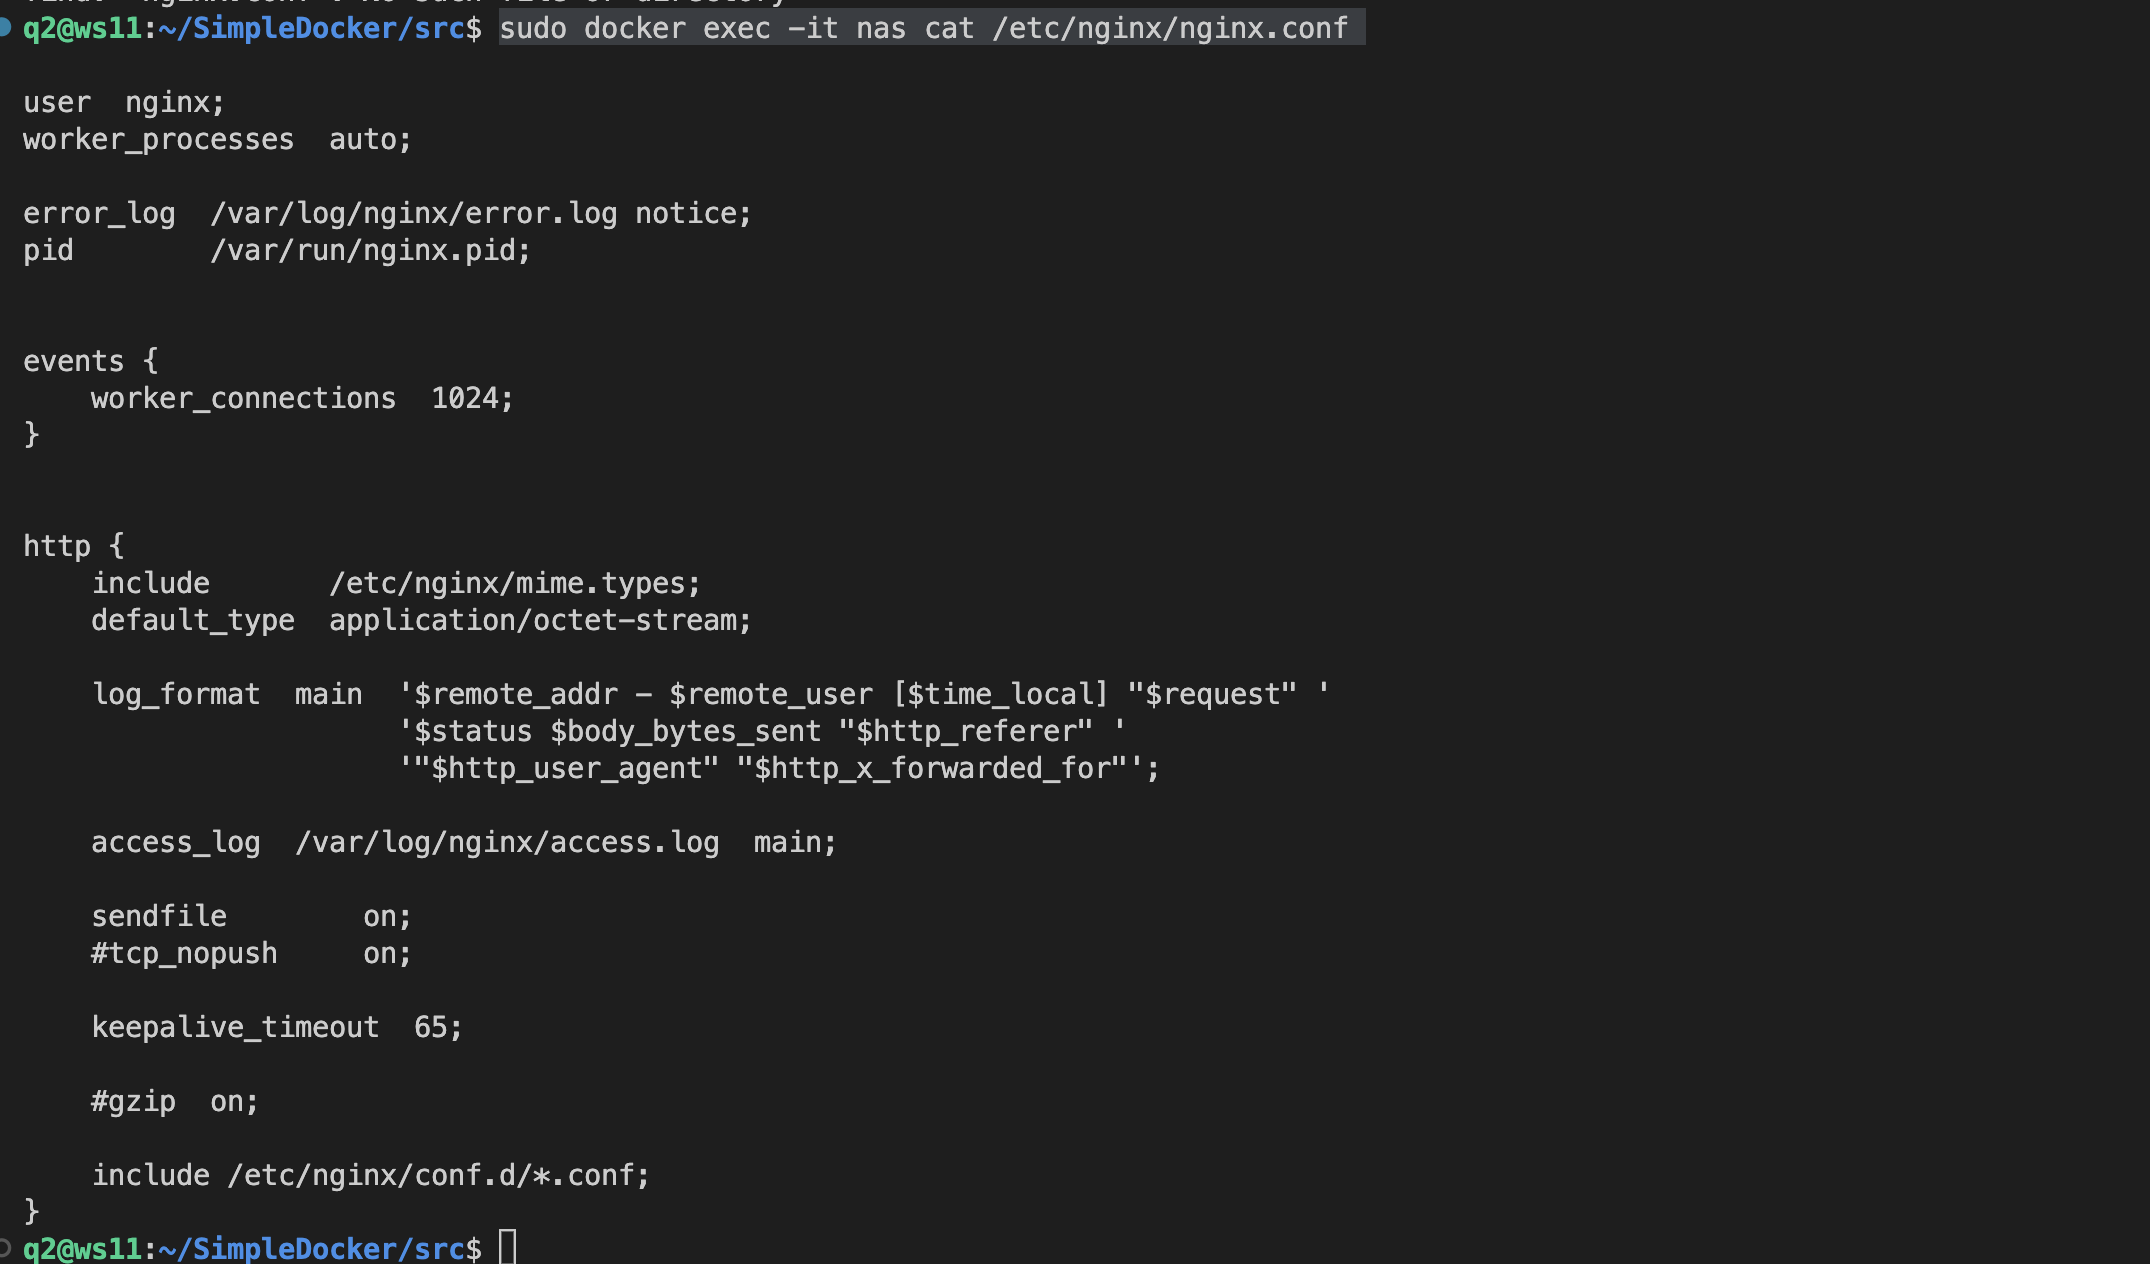 q2@ws11:~/SimpleDocker/src$ sudo docker exec -it nas cat /etc/nginx/nginx.conf
user  nginx;
worker_processes  auto;
error_log  /var/log/nginx/error.log notice;
pid        /var/run/nginx.pid;
events {
    worker_connections  1024;
}
http {
    include       /etc/nginx/mime.types;
    default_type  application/octet-stream;
    log_format  main  '$remote_addr - $remote_user [$time_local] "$request" '
                      '$status $body_bytes_sent "$http_referer" '
                      '"$http_user_agent" "$http_x_forwarded_for"';
    access_log  /var/log/nginx/access.log  main;
    sendfile        on;
    #tcp_nopush     on;
    keepalive_timeout  65;
    #gzip  on;
    include /etc/nginx/conf.d/*.conf;
}
q2@ws11:~/SimpleDocker/src$